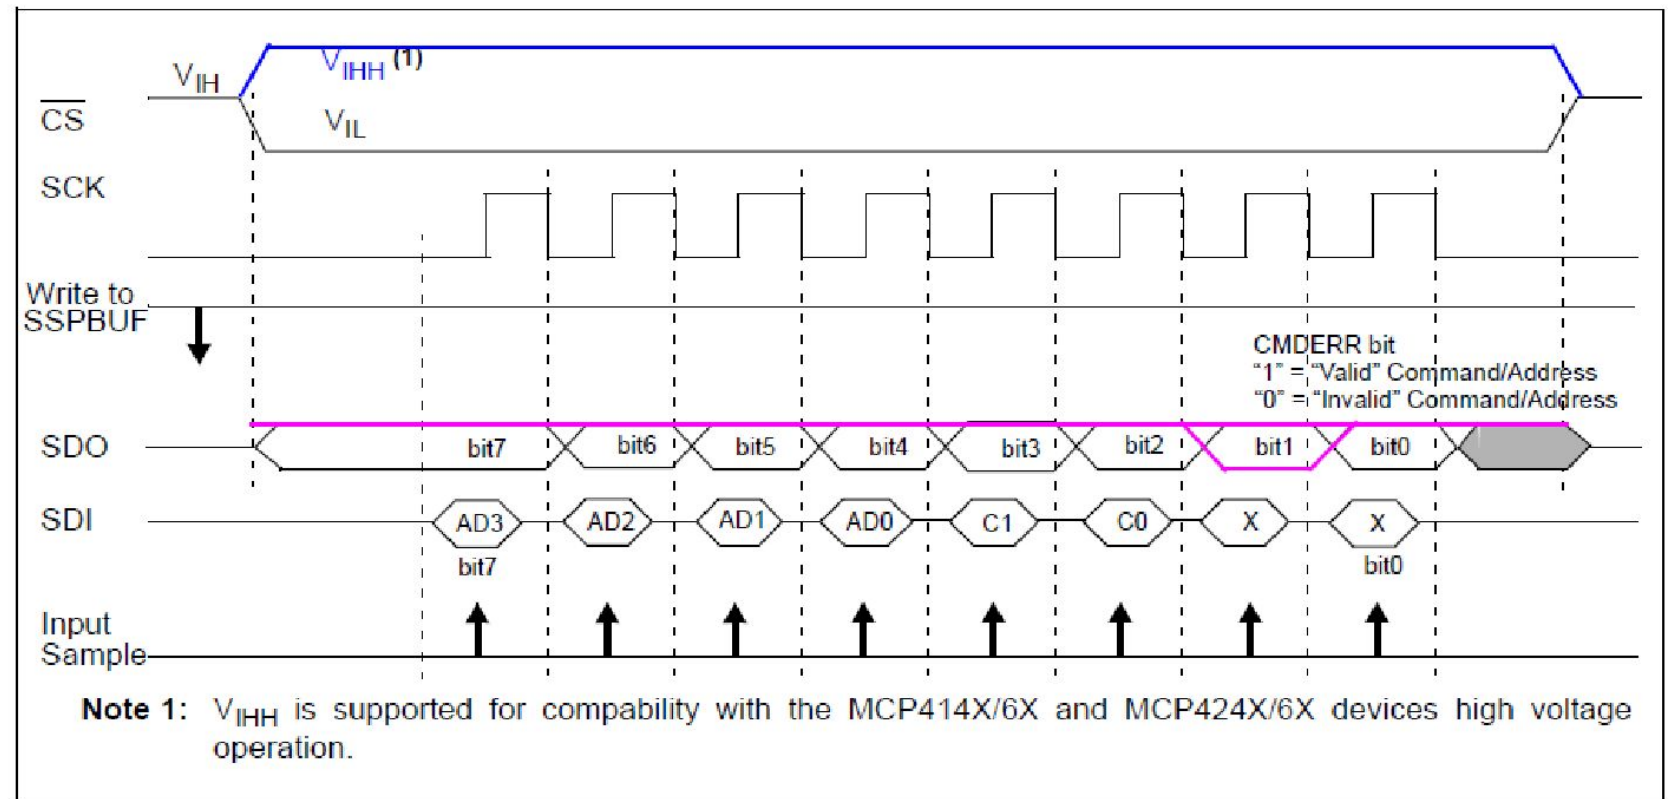 VIHH (1)
VIH
CS
VIL
SCK
Write to
SSPBUF
CMDERR bit
“1” = “Valid” Command/Address
“0” = “Invalid” Command/Address
SDO bit7 bit6 bit5 bit4 bit3 bit2 bit1 bit0
SDI AD3 AD2 AD1 AD0 C1 C0 X X
bit7 bit0
Input
Sample
Note 1: VIHH is supported for compability with the MCP414X/6X and MCP424X/6X devices high voltage
operation.